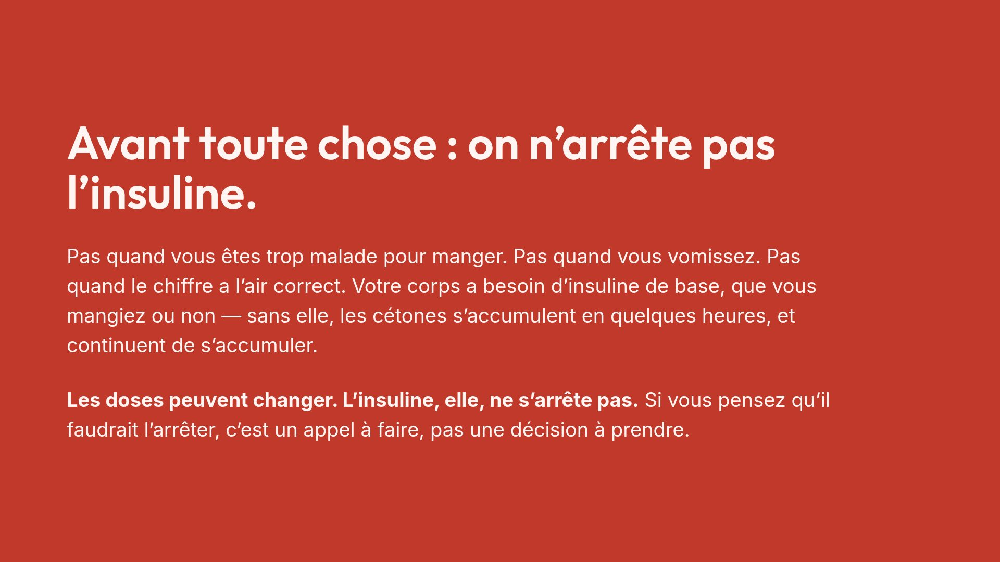 Avant toute chose : on n’arrête pas
l’insuline.
Pas quand vous êtes trop malade pour manger. Pas quand vous vomissez. Pas
quand le chiffre a l’air correct. Votre corps a besoin d’insuline de base, que vous
mangiez ou non — sans elle, les cétones s’accumulent en quelques heures, et
continuent de s’accumuler.
Les doses peuvent changer. L’insuline, elle, ne s’arrête pas. Si vous pensez qu’il
faudrait l’arrêter, c’est un appel à faire, pas une décision à prendre.